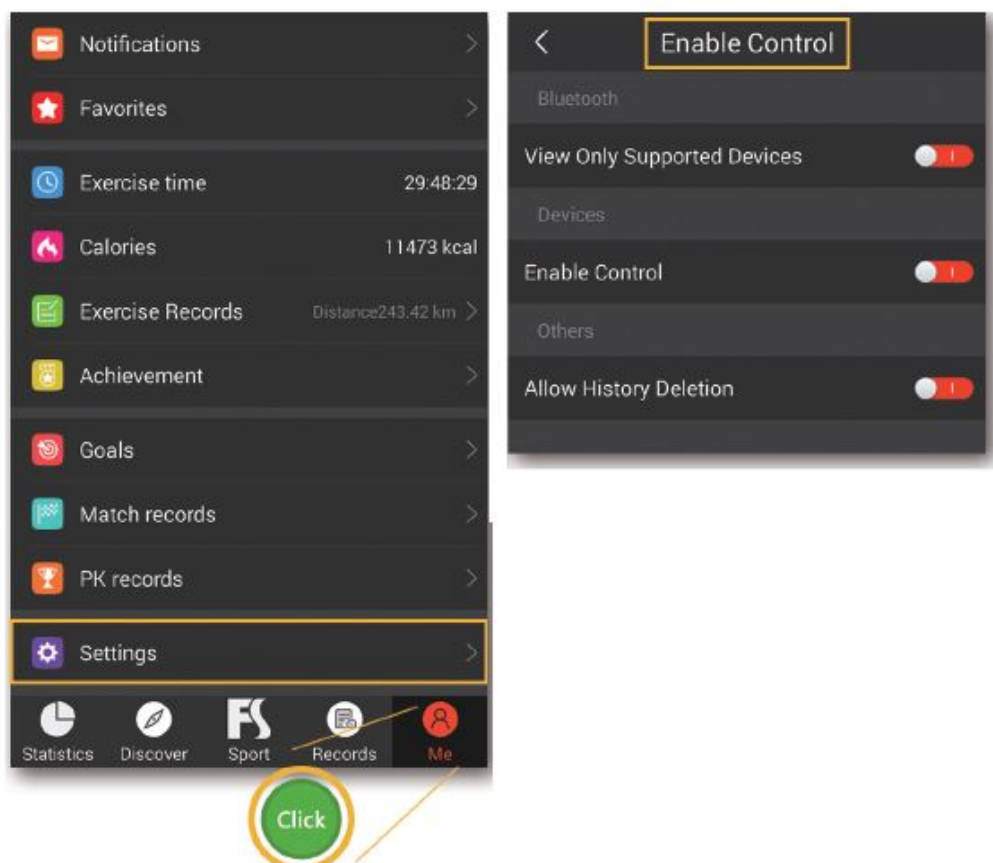 Notifications
Favorites
Exercise time 29:48:29
Calories 11473 kcal
Exercise Records Distance243.42 km
Achievement
Goals
Match records
PK records
Settings
FS
Statistics Discover Sport Records Me
Click
Enable Control
Bluetooth
View Only Supported Devices
Devices
Enable Control
Others
Allow History Deletion